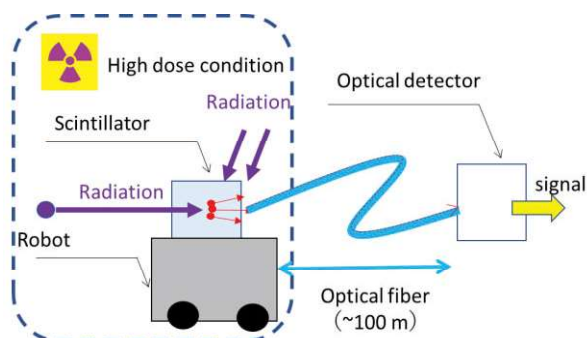 High dose condition
Radiation
Scintillator
Radiation
Robot
Optical detector
signal
Optical fiber
(~100 m)